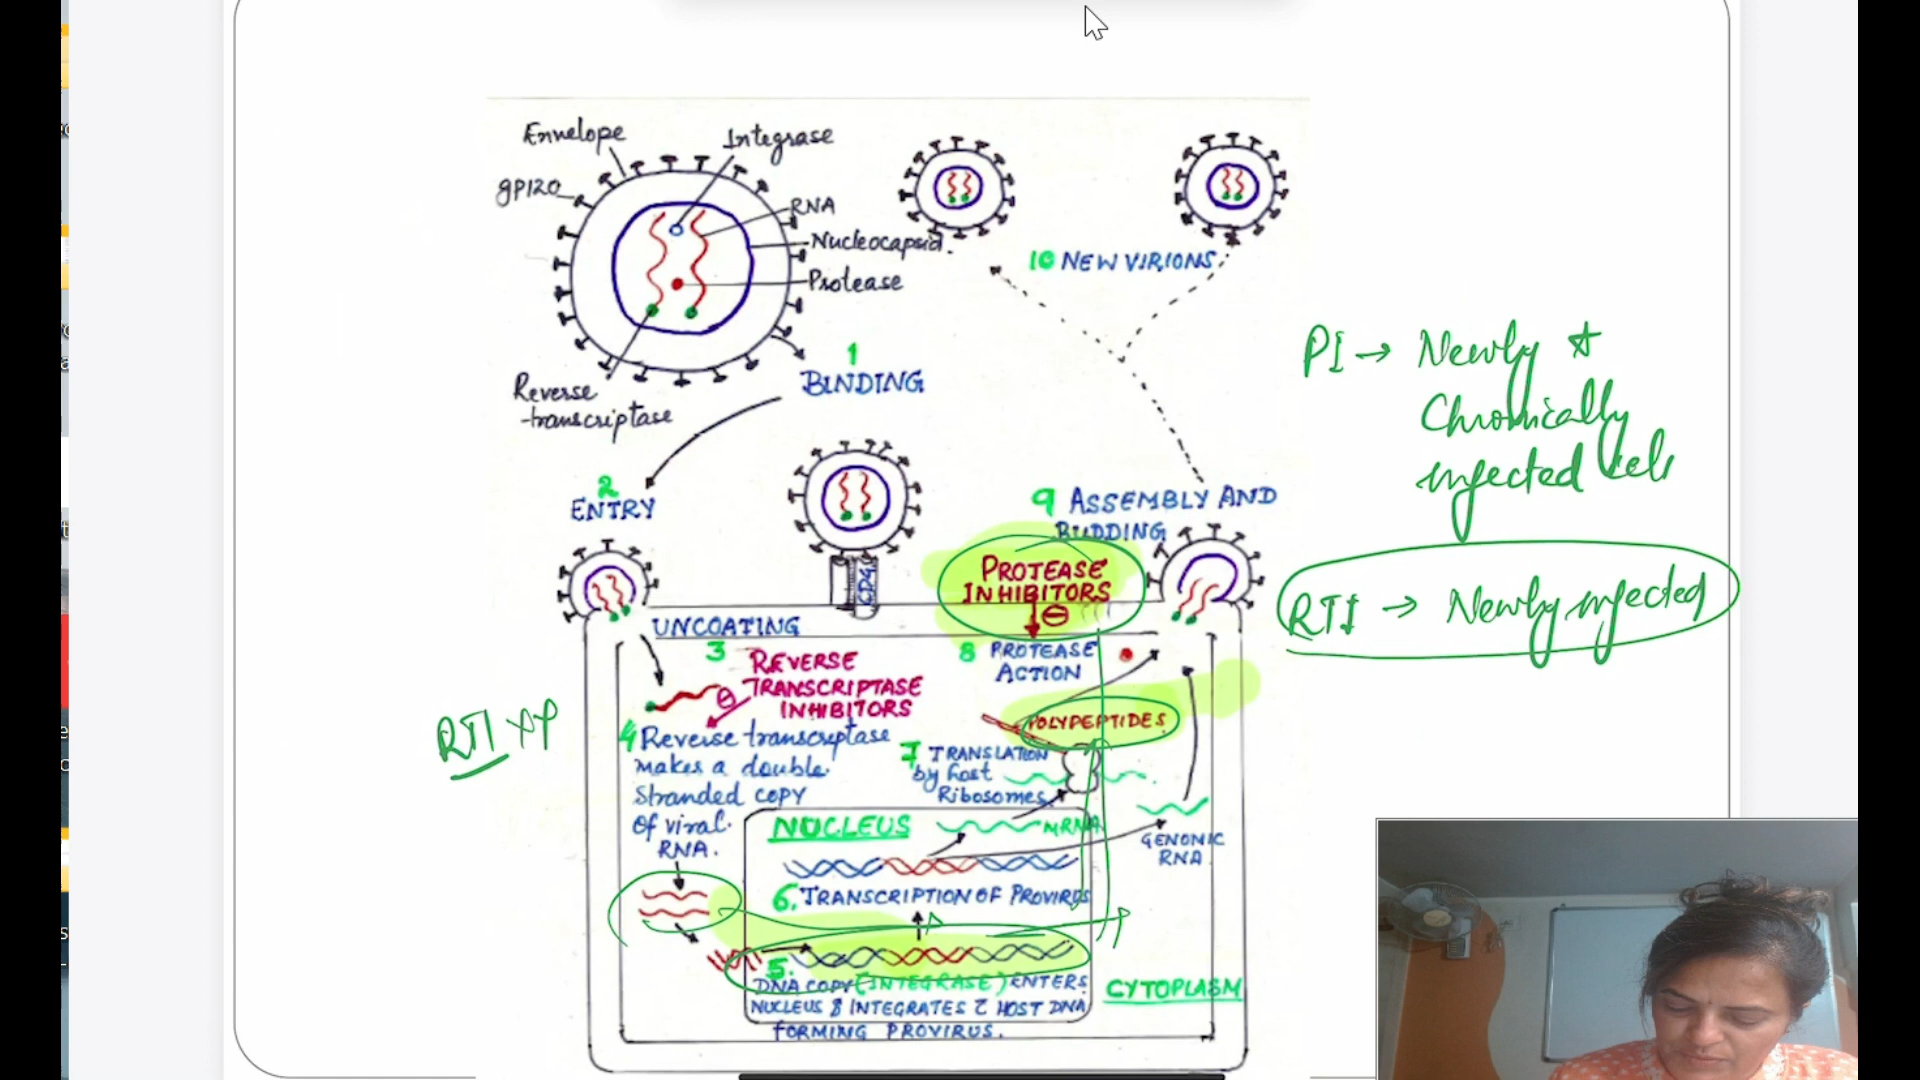 Envelope
Integrase
gp120
RNA
Nucleocapsid.
Protease
Reverse
-transcriptase
1
BINDING
10 NEW VIRIONS
2
ENTRY
CD4
9 ASSEMBLY AND
BUDDING
PROTEASE
INHIBITORS
UNCOATING
3
REVERSE
TRANSCRIPTASE
INHIBITORS
8 PROTEASE
ACTION
POLYPEPTIDES
4 Reverse transcriptase
makes a double
stranded copy
of viral
RNA.
7 TRANSLATION
by host
Ribosomes
NUCLEUS
MRNA
GENONIC
RNA
6. TRANSCRIPTION OF PROVIRUS
5.
DNA COPY (INTEGRASE) ENTERS
NUCLEUS & INTEGRATES C HOST DNA
FORMING PROVIRUS.
CYTOPLASM
PI → Newly +
Chronically
infected cels
RTI → Newly infected
RTI